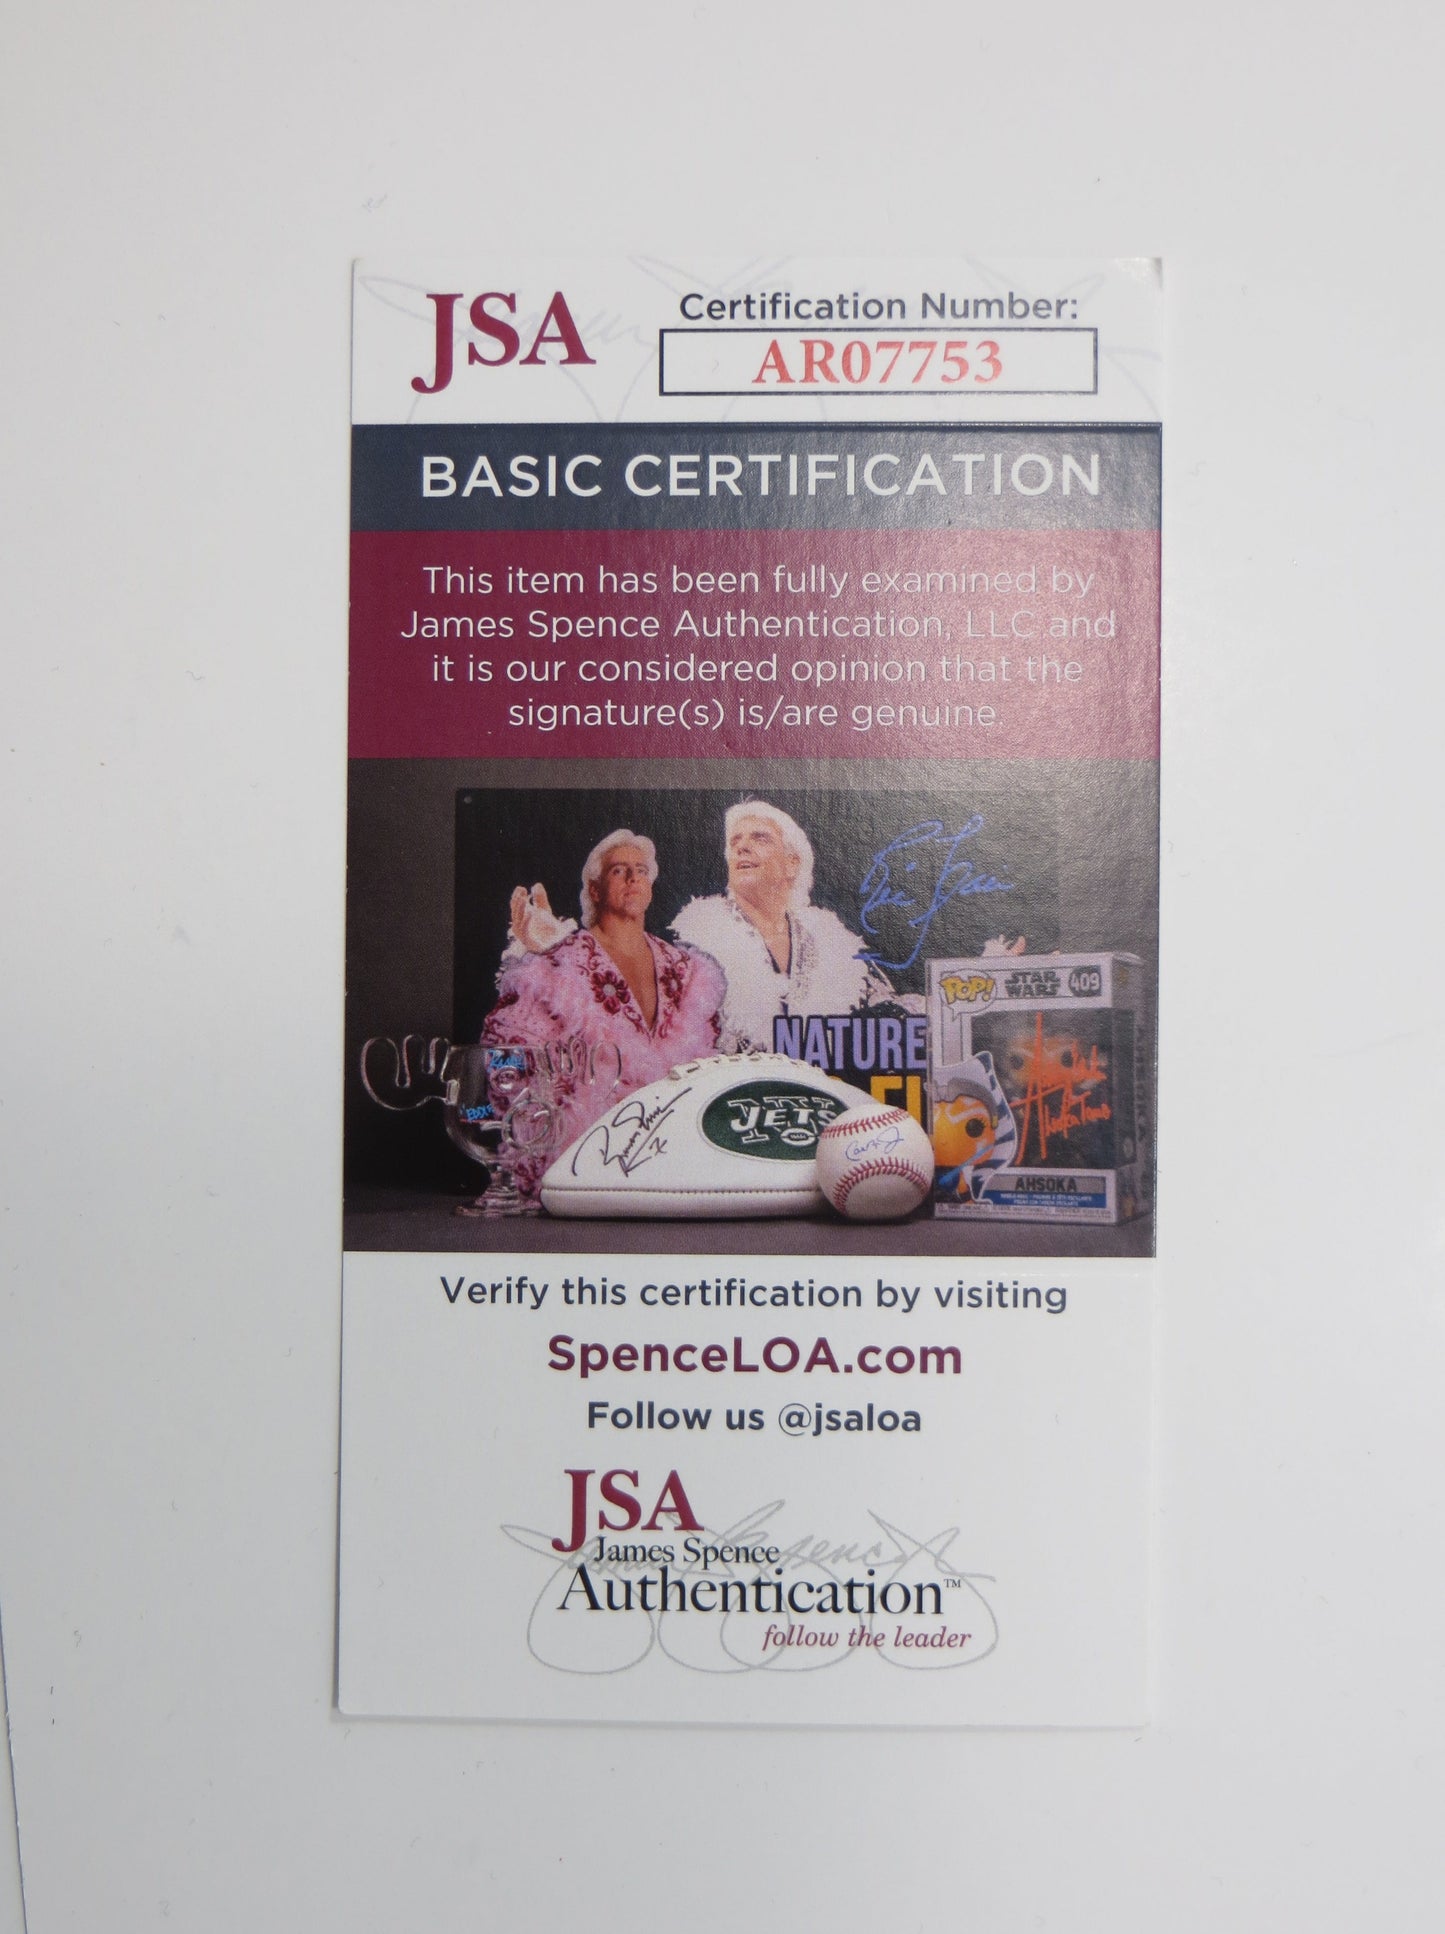 JSA
Certification Number:
AR07753
BASIC CERTIFICATION
This item has been fully examined by
James Spence Authentication, LLC and
it is our considered opinion that the
signature(s) is/are genuine.
NATURE
POP!
STAR
WARS
409
JETS
AHSOKA
Verify this certification by visiting
SpenceLOA.com
Follow us @jsaloa
JSA
James Spence
Authentication™
follow the leader